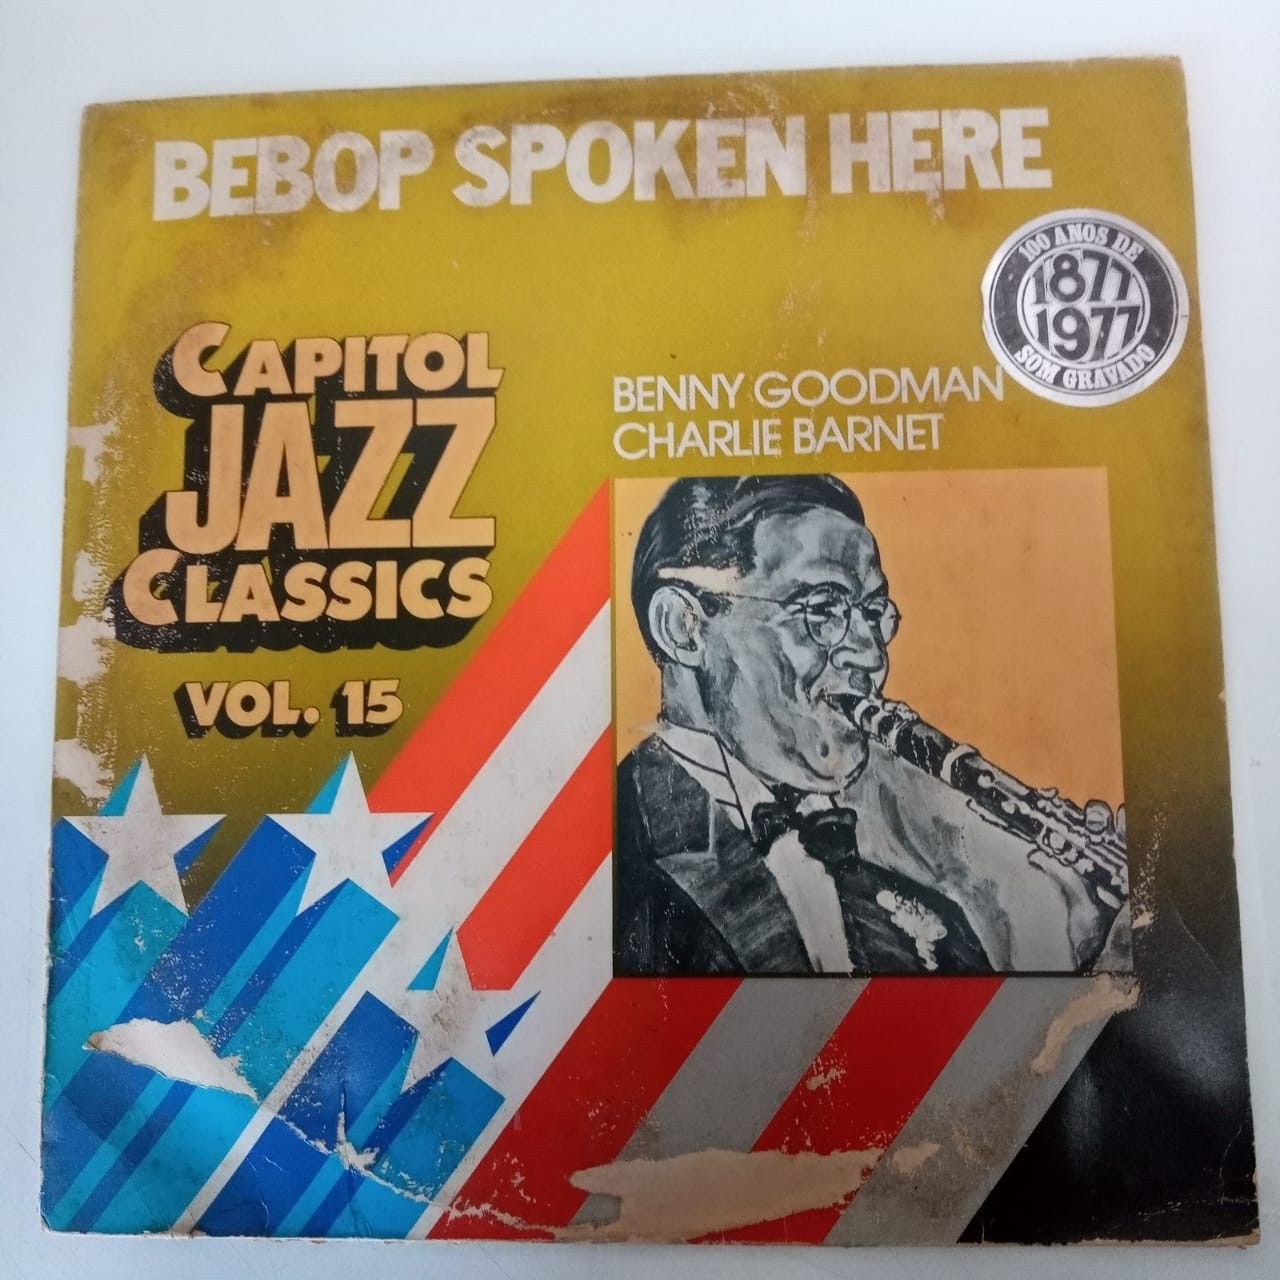 BEBOP SPOKEN HERE
CAPITOL
JAZZ
CLASSICS
VOL. 15
100 ANOS DE
1877
1977
SOM GRAVADO
BENNY GOODMAN
CHARLIE BARNET